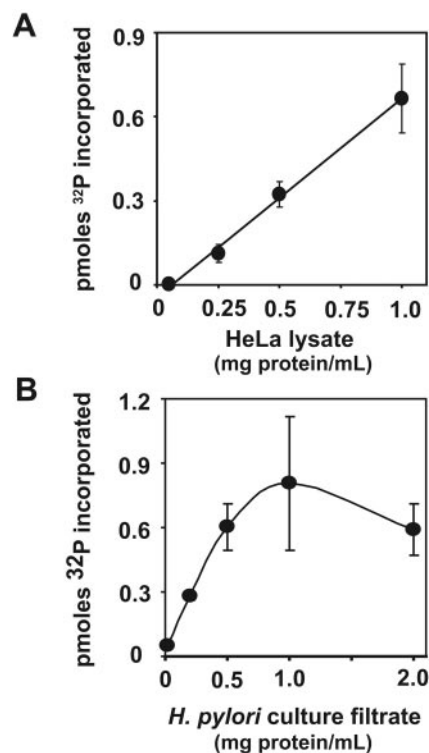 A
0.9
0.6
0.3
0
pmoles ³²P incorporated
0 0.25 0.5 0.75 1.0
HeLa lysate
(mg protein/mL)
B
1.2
0.9
0.6
0.3
0
pmoles ³²P incorporated
0 0.5 1.0 2.0
H. pylori culture filtrate
(mg protein/mL)